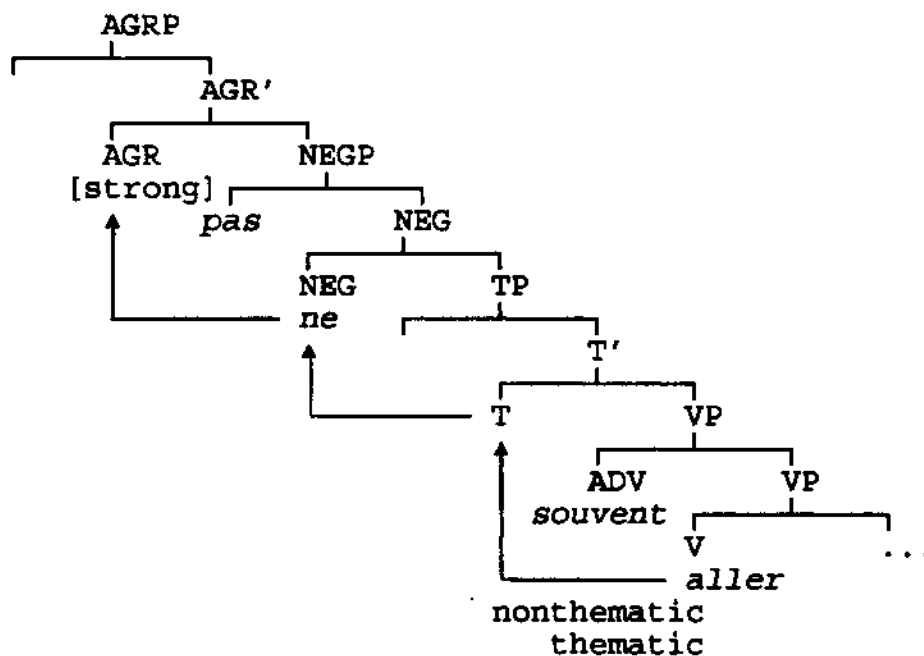 AGRP
AGR'
AGR NEGP
[strong] pas NEG
NEG TP
ne
T'
T VP
ADV VP
souvent
V ...
aller
nonthematic
thematic